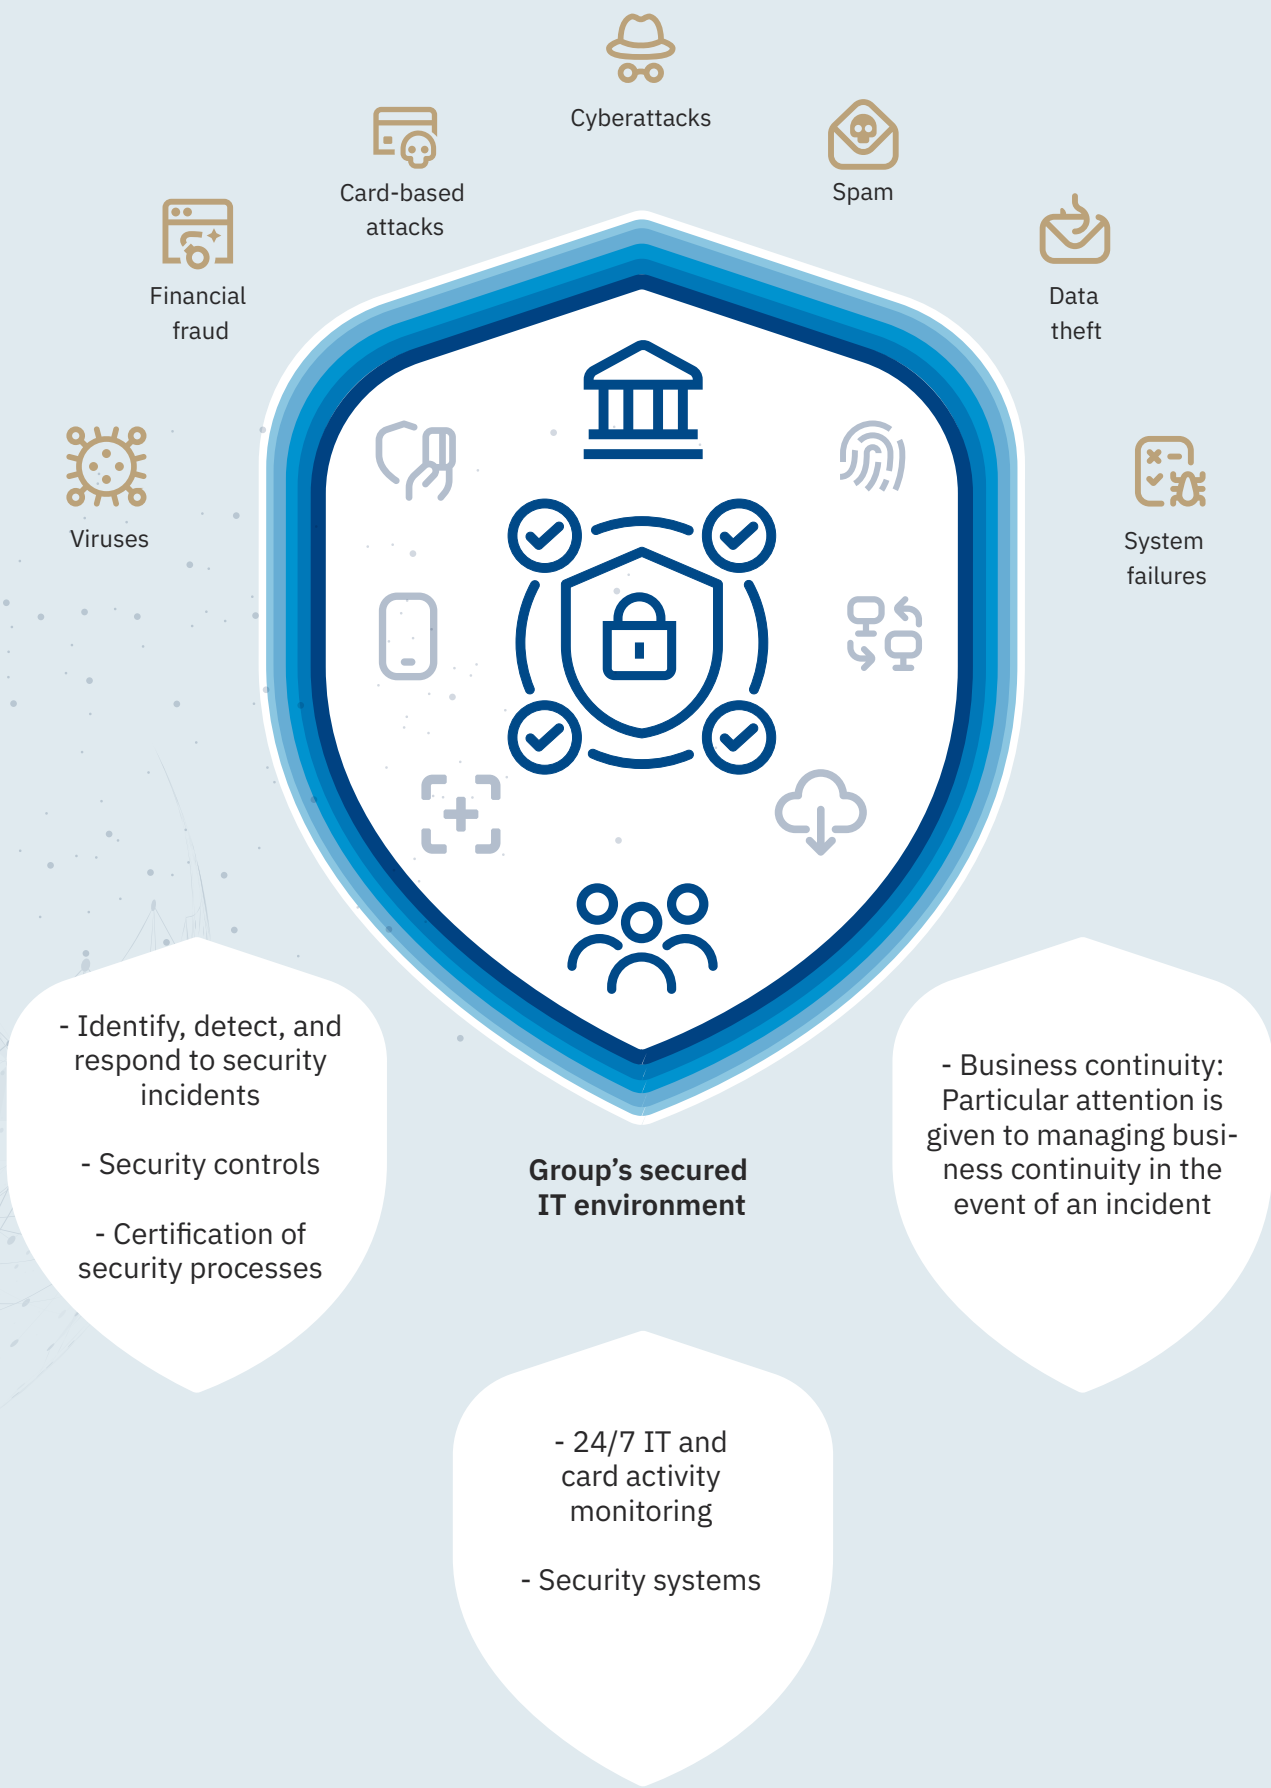 Cyberattacks
Card-based
attacks
Spam
Financial
fraud
Data
theft
Viruses
System
failures
- Identify, detect, and
respond to security
incidents
- Security controls
- Certification of
security processes
Group’s secured
IT environment
- Business continuity:
Particular attention is
given to managing busi-
ness continuity in the
event of an incident
- 24/7 IT and
card activity
monitoring
- Security systems